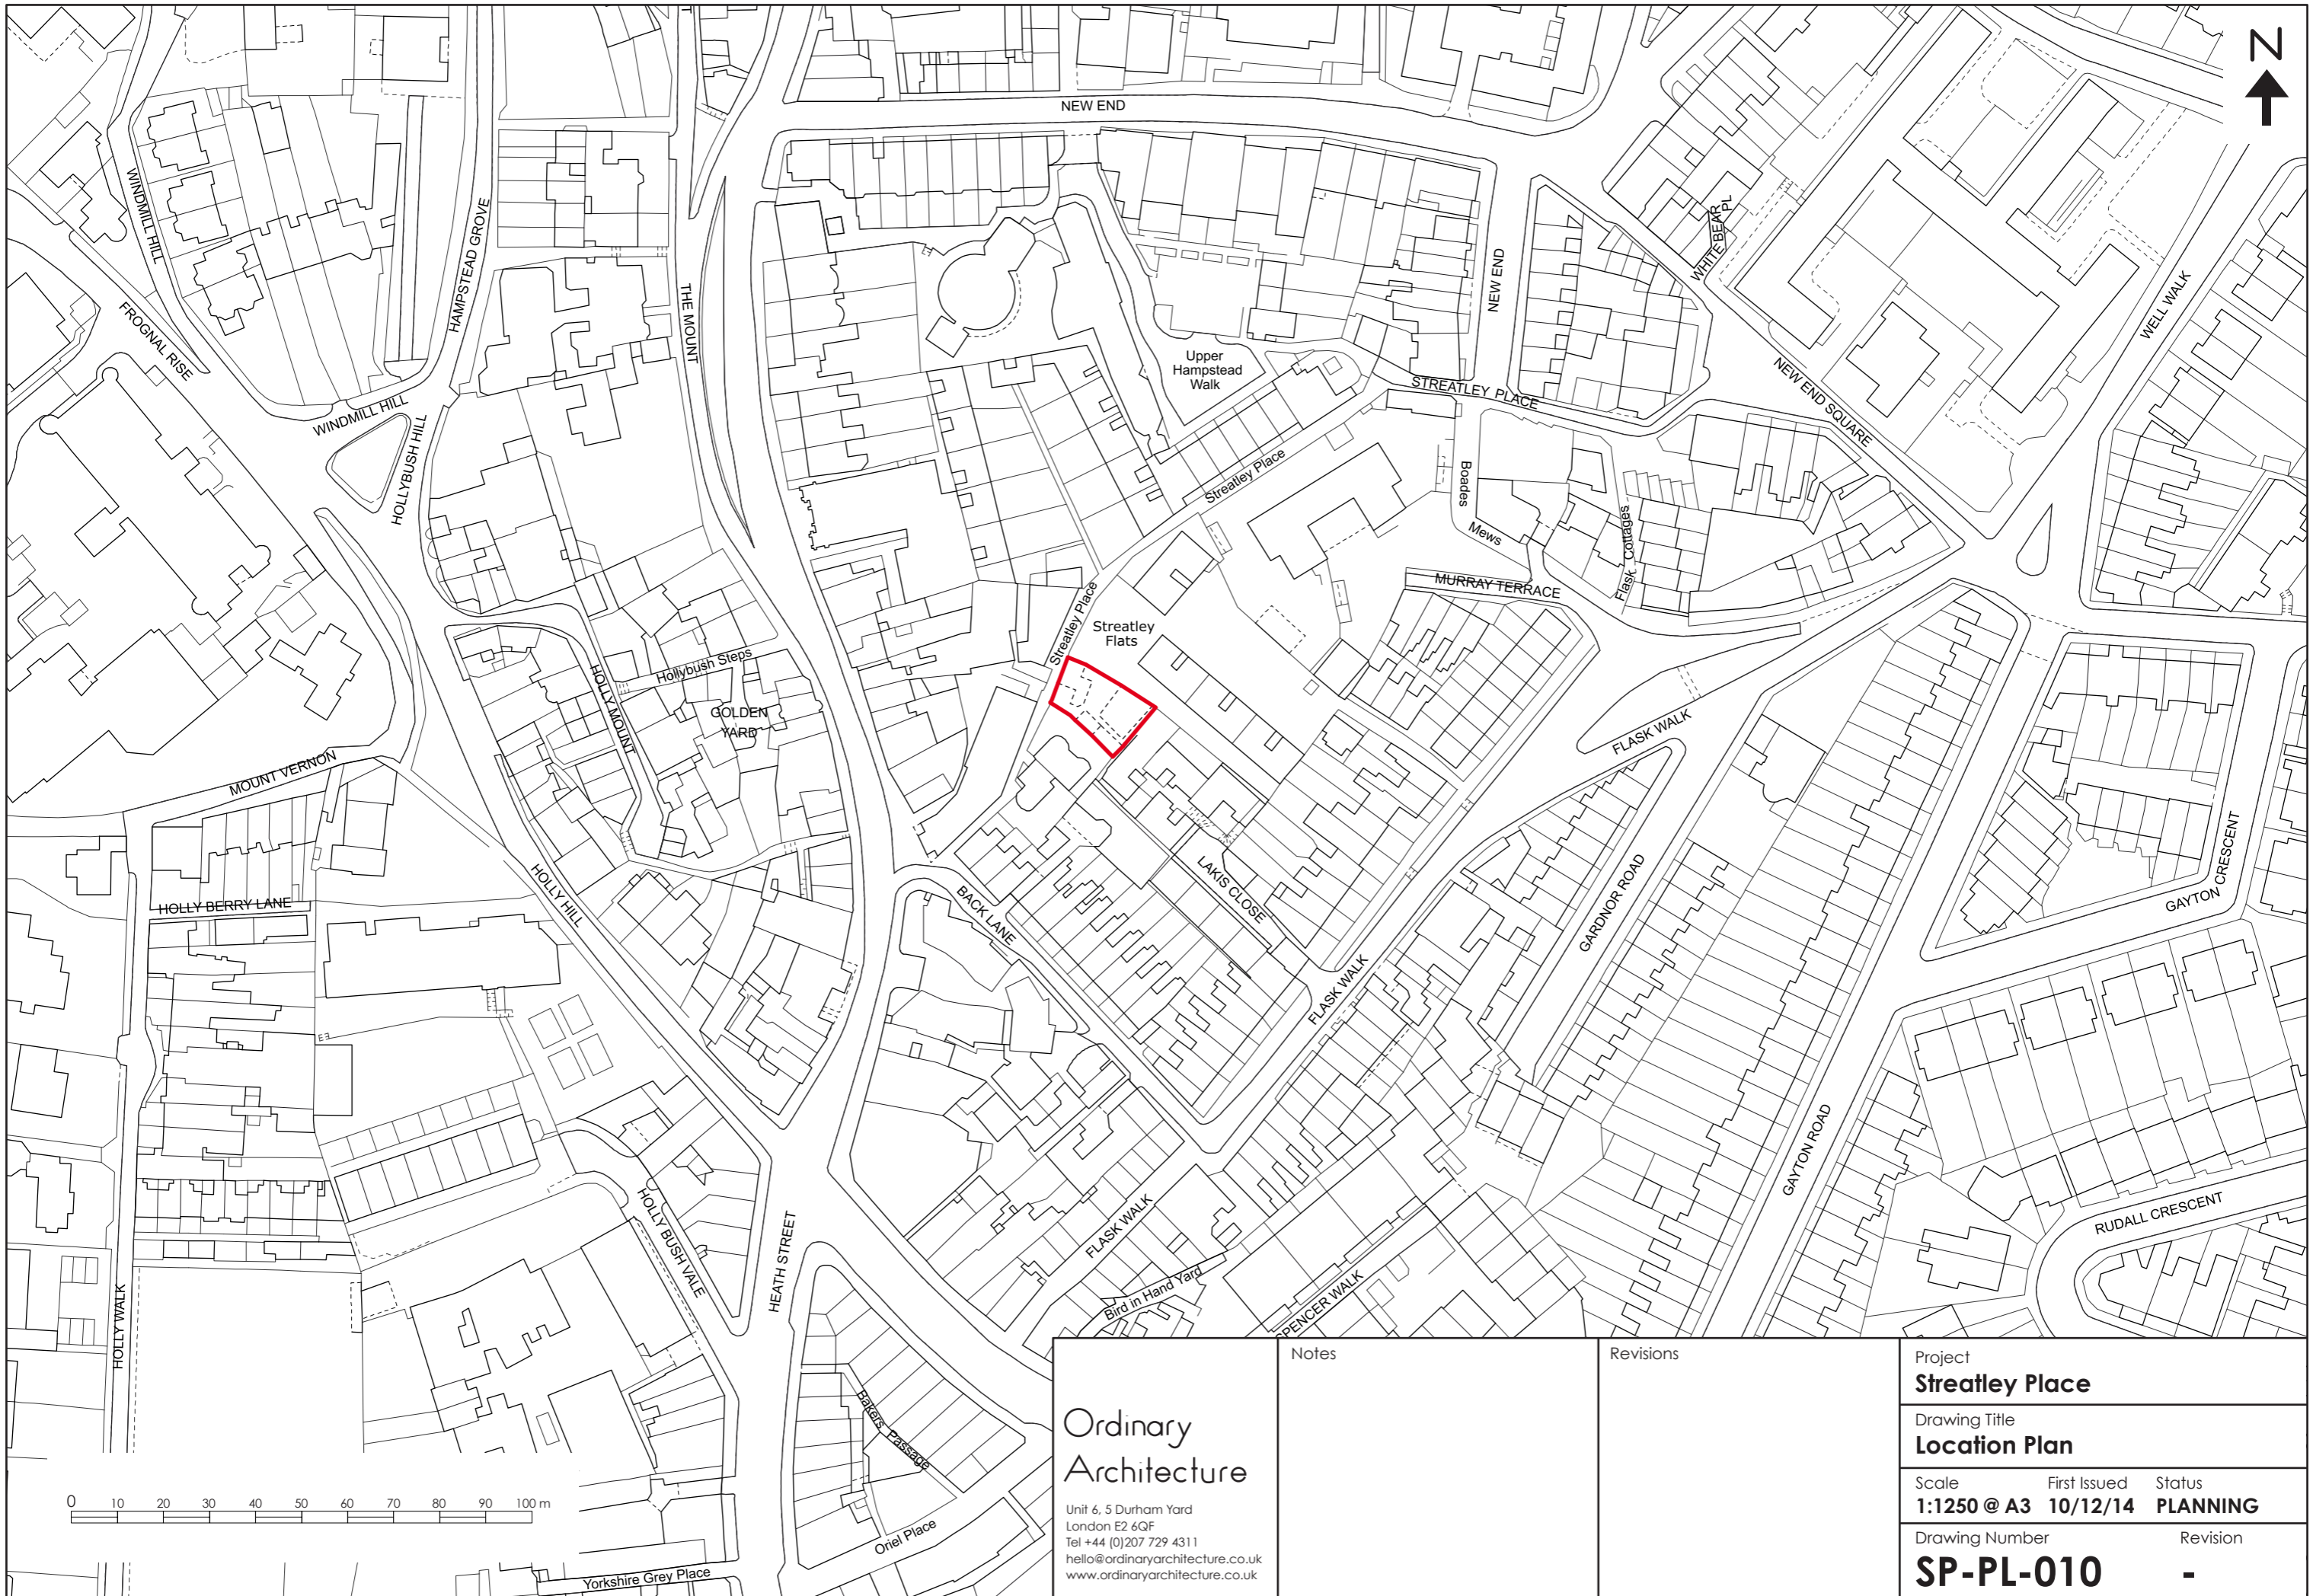 N
NEW END
WINDMILL HILL
HAMPSTEAD GROVE
THE MOUNT
NEW END
WHITE BEAR
PL
WELL WALK
FROGNAL RISE
WINDMILL HILL
HOLLYBUSH HILL
Upper
Hampstead
Walk
STREATLEY PLACE
NEW END SQUARE
Streatley Place
Boades
Mews
Flask Cottages
MURRAY TERRACE
Streatley Place
Streatley
Flats
Hollybush Steps
HOLLY MOUNT
GOLDEN
YARD
MOUNT VERNON
FLASK WALK
HOLLY BERRY LANE
HOLLY HILL
BACK LANE
LAKIS CLOSE
GARDNOR ROAD
GAYTON CRESCENT
FLASK WALK
GAYTON ROAD
RUDALL CRESCENT
HOLLY BUSH VALE
HEATH STREET
FLASK WALK
Bird in Hand Yard
SPENCER WALK
HOLLY WALK
Bakers Passage
Oriel Place
Yorkshire Grey Place
0 10 20 30 40 50 60 70 80 90 100 m
Ordinary
Architecture
Unit 6, 5 Durham Yard
London E2 6QF
Tel +44 (0)207 729 4311
hello@ordinaryarchitecture.co.uk
www.ordinaryarchitecture.co.uk
Notes
Revisions
Project
Streatley Place
Drawing Title
Location Plan
Scale First Issued Status
1:1250 @ A3 10/12/14 PLANNING
Drawing Number Revision
SP-PL-010 -